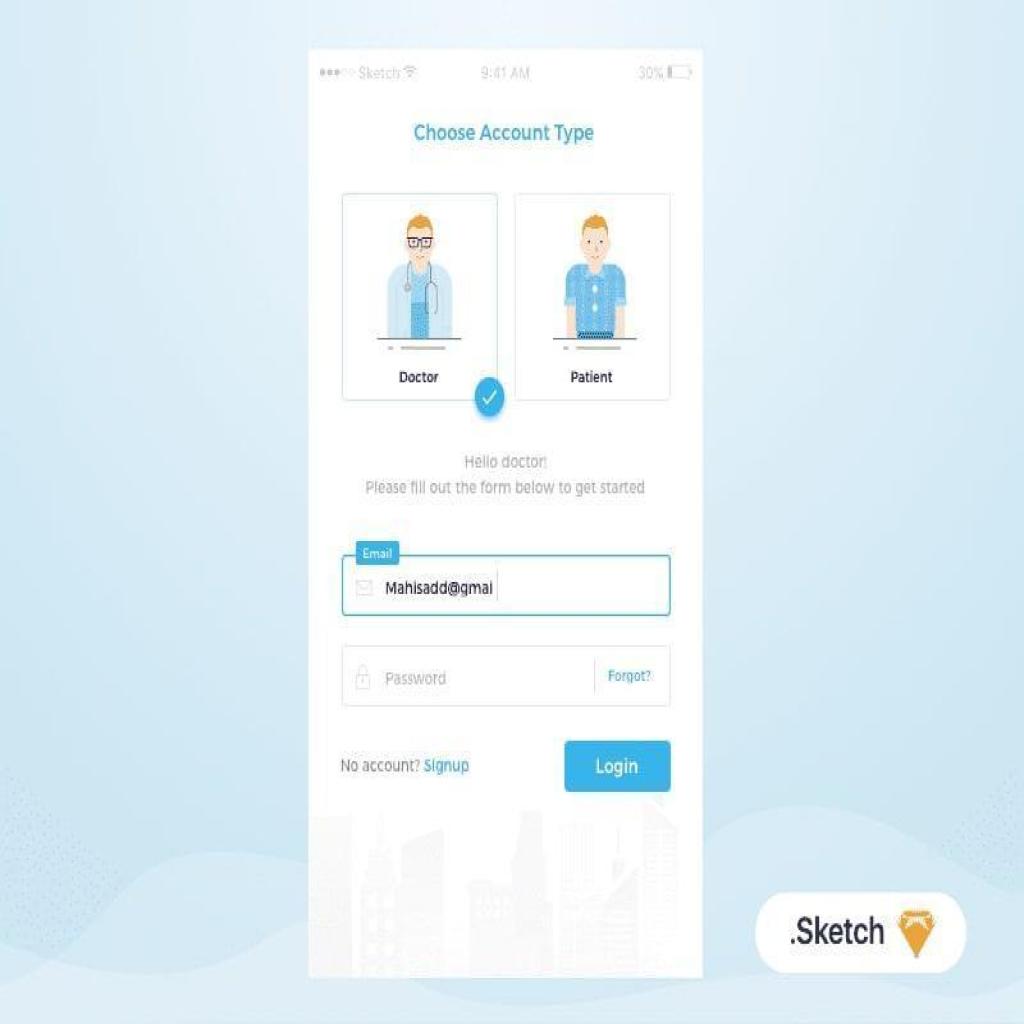 Sketch 9:41 AM 30%
Choose Account Type
Doctor
Patient
Hello doctor!
Please fill out the form below to get started
Email
Mahisadd@gmai
Password Forgot?
No account? Signup Login
.Sketch